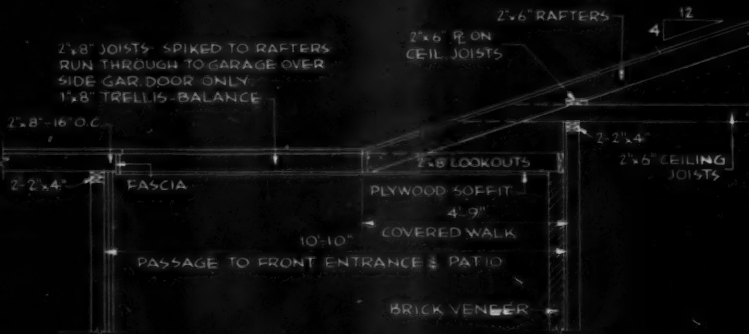 2"x6" RAFTERS
12
4
2"x6" PL ON
CEIL. JOISTS
2"x8" JOISTS- SPIKED TO RAFTERS
RUN THROUGH TO GARAGE OVER
SIDE GAR. DOOR ONLY
1"x8" TRELLIS-BALANCE
2"x8"-16" O.C.
2-2"x4"
2-2"x4"
FASCIA
2"x8" LOOKOUTS
2"x6" CEILING
JOISTS
PLYWOOD SOFFIT
4'-9"
COVERED WALK
10'-10"
PASSAGE TO FRONT ENTRANCE & PATIO
BRICK VENEER